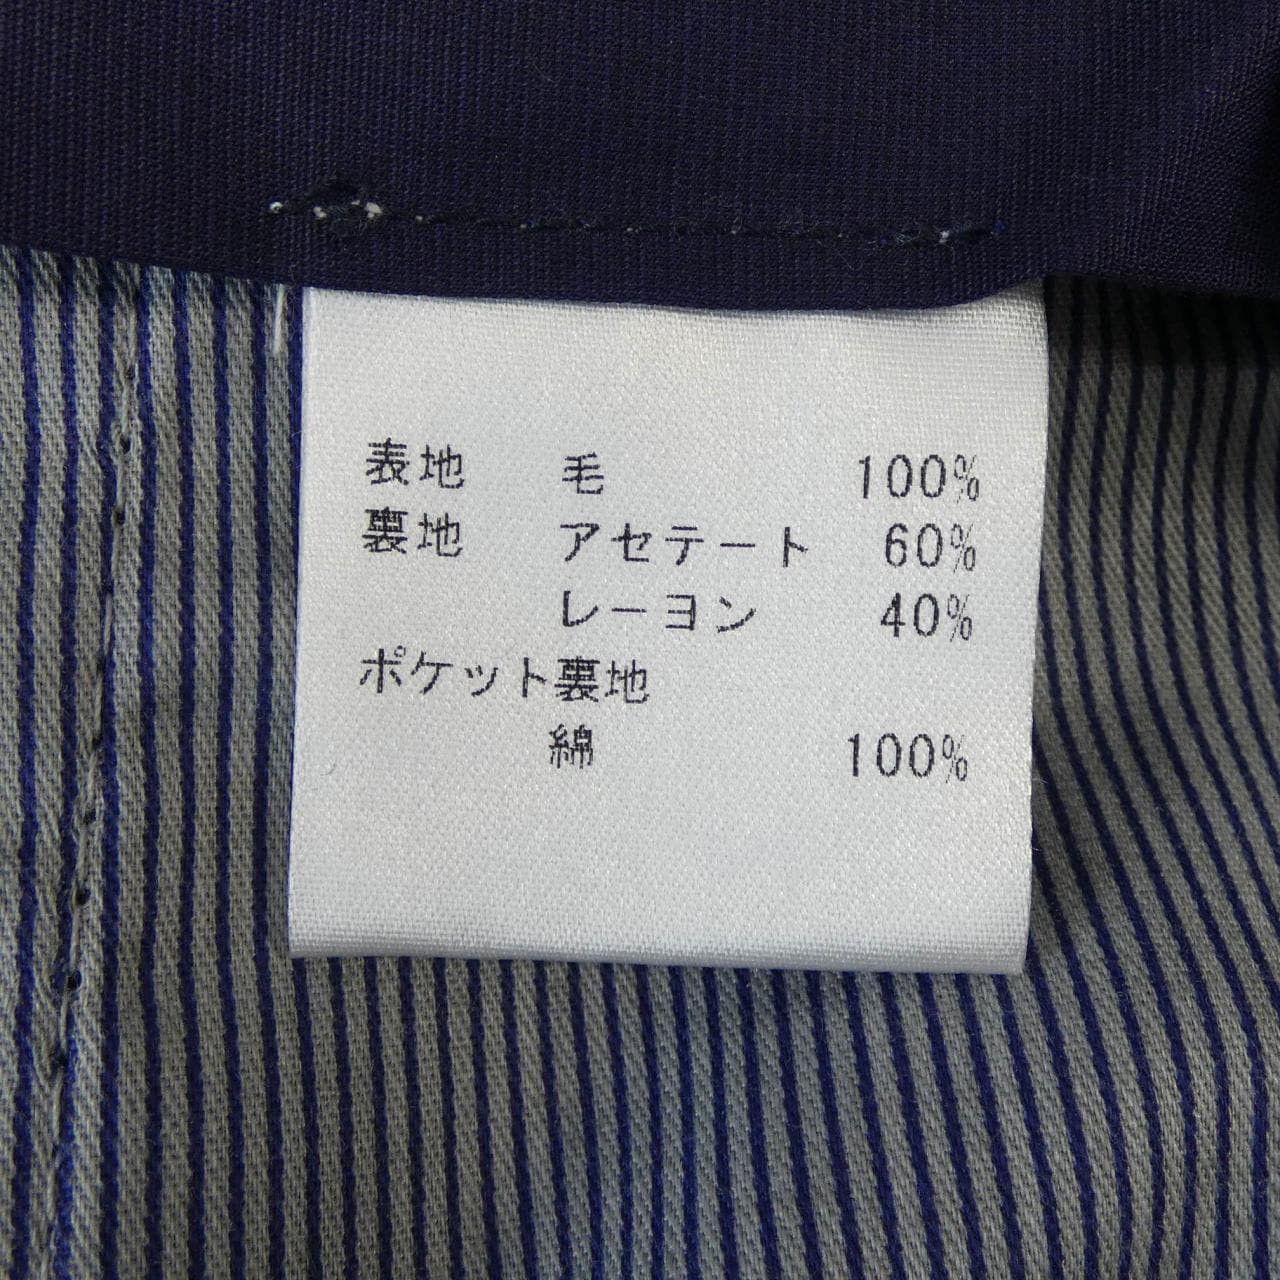 表地 毛 100%
裏地 アセテート 60%
レーヨン 40%
ポケット裏地
綿 100%